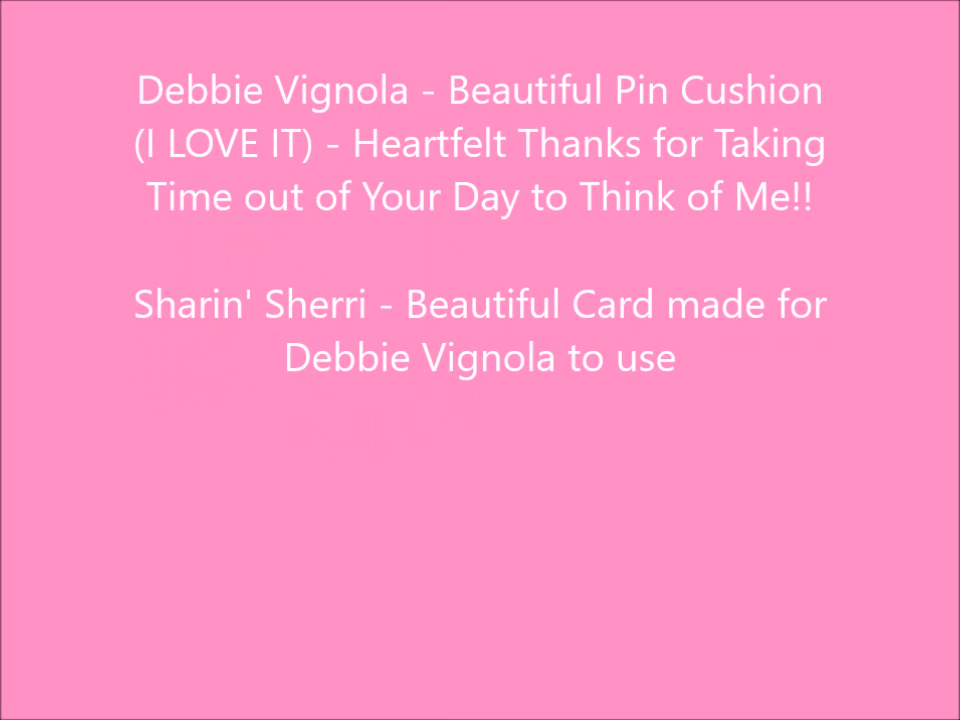 Debbie Vignola - Beautiful Pin Cushion
(I LOVE IT) - Heartfelt Thanks for Taking
Time out of Your Day to Think of Me!!
Sharin' Sherri - Beautiful Card made for
Debbie Vignola to use